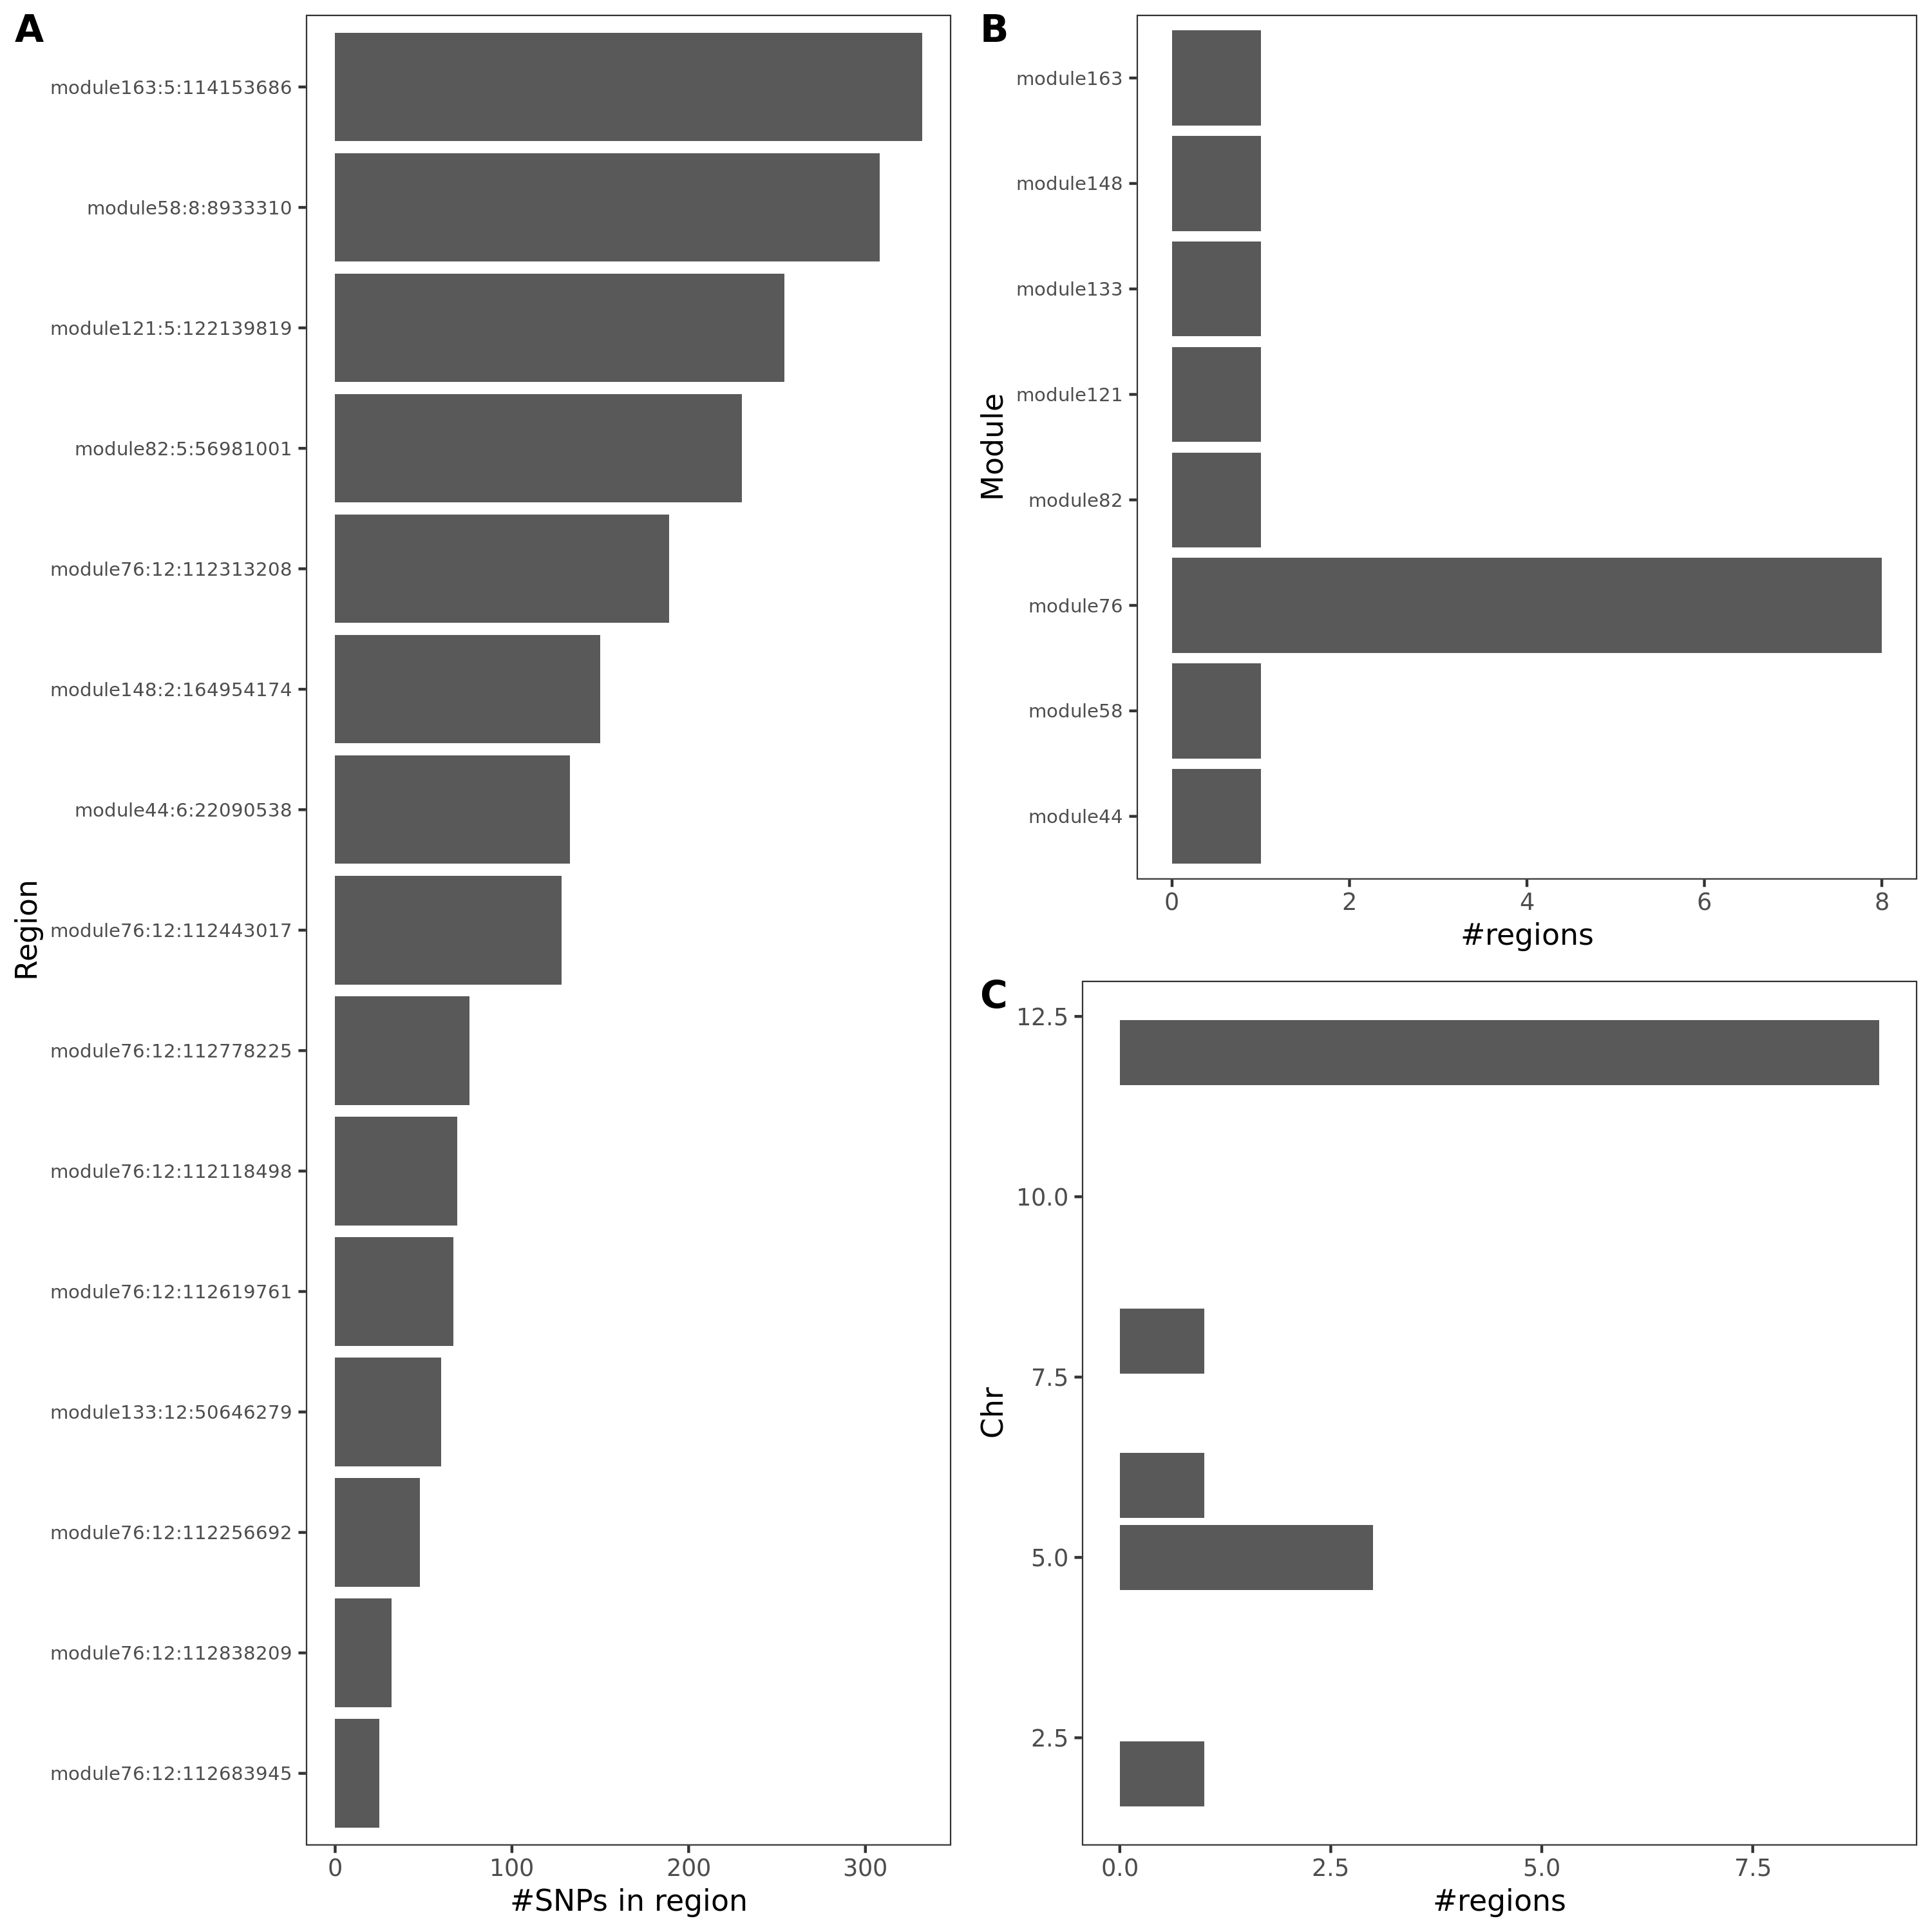 A
Region
module163:5:114153686
module58:8:8933310
module121:5:122139819
module82:5:56981001
module76:12:112313208
module148:2:164954174
module44:6:22090538
module76:12:112443017
module76:12:112778225
module76:12:112118498
module76:12:112619761
module133:12:50646279
module76:12:112256692
module76:12:112838209
module76:12:112683945
0 100 200 300
#SNPs in region
B
Module
module163
module148
module133
module121
module82
module76
module58
module44
0 2 4 6 8
#regions
C
Chr
12.5
10.0
7.5
5.0
2.5
0.0 2.5 5.0 7.5
#regions